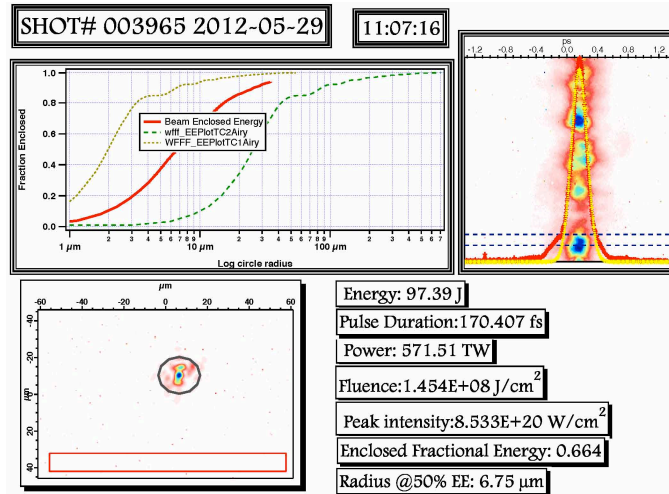 SHOT# 003965 2012-05-29
11:07:16
ps
-1.2 -0.8 -0.4 0.0 0.4 0.8 1.2
1.0
0.8
0.6
0.4
0.2
0.0
Fraction Enclosed
Beam Enclosed Energy
wfff_EEPlotTC2Airy
WFFF_EEPlotTC1Airy
1 µm 2 3 4 5 6 7 8 9 10 µm 2 3 4 5 6 7 8 9 100 µm 2 3 4 5 6
Log circle radius
µm
-60 -40 -20 0 20 40 60
-40
-20
0
µm
20
40
Energy: 97.39 J
Pulse Duration:170.407 fs
Power: 571.51 TW
Fluence:1.454E+08 J/cm²
Peak intensity:8.533E+20 W/cm²
Enclosed Fractional Energy: 0.664
Radius @50% EE: 6.75 µm